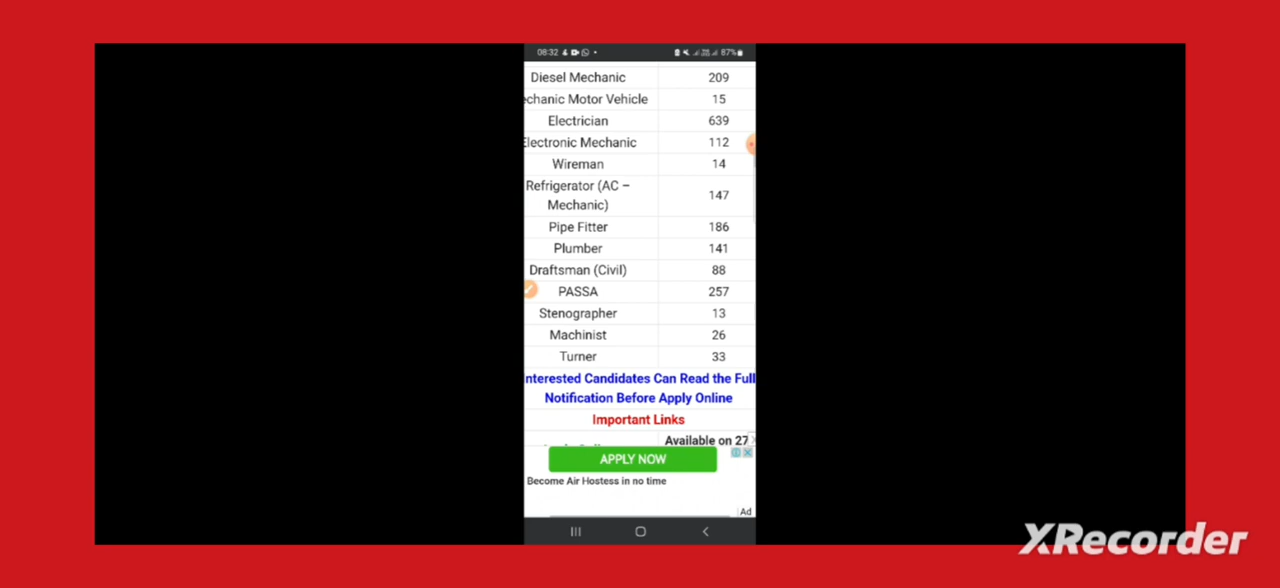 08:32 87%
Diesel Mechanic 209
echanic Motor Vehicle 15
Electrician 639
Electronic Mechanic 112
Wireman 14
Refrigerator (AC –
Mechanic) 147
Pipe Fitter 186
Plumber 141
Draftsman (Civil) 88
PASSA 257
Stenographer 13
Machinist 26
Turner 33
nterested Candidates Can Read the Full
Notification Before Apply Online
Important Links
Available on 27
APPLY NOW
Become Air Hostess in no time
Ad
XRecorder